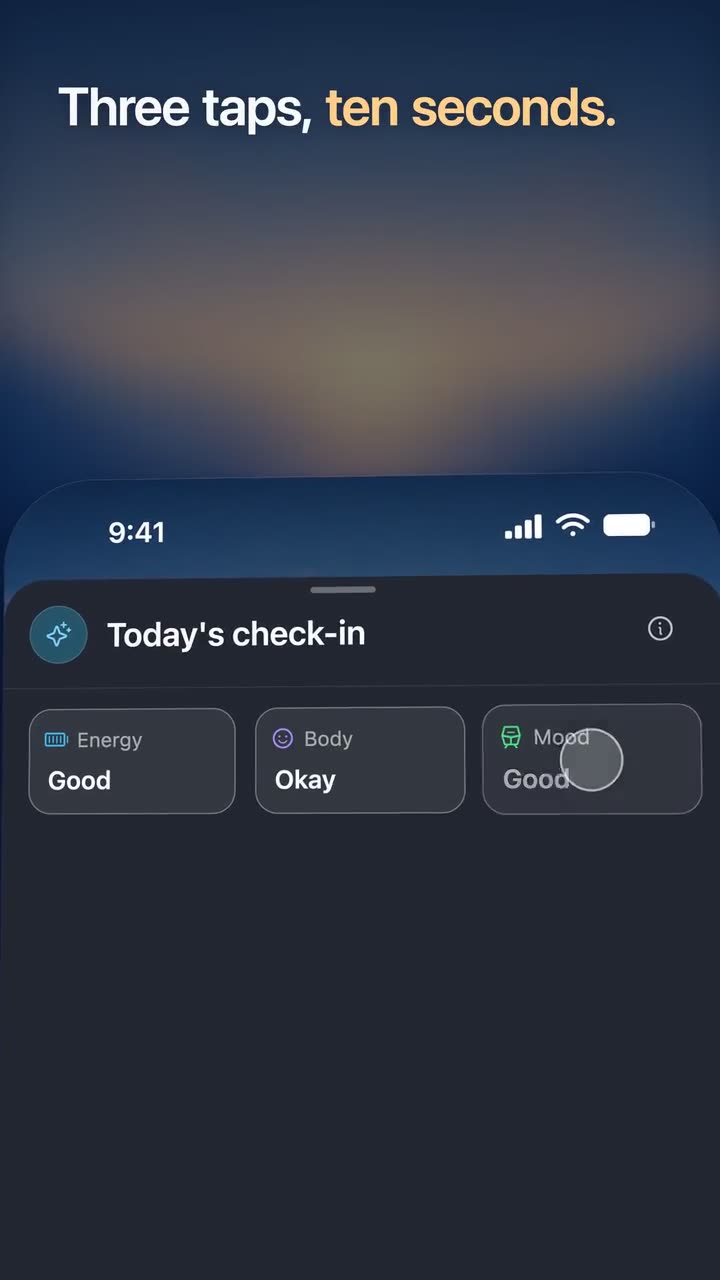 Three taps, ten seconds.
9:41
Today's check-in
Energy
Good
Body
Okay
Mood
Good